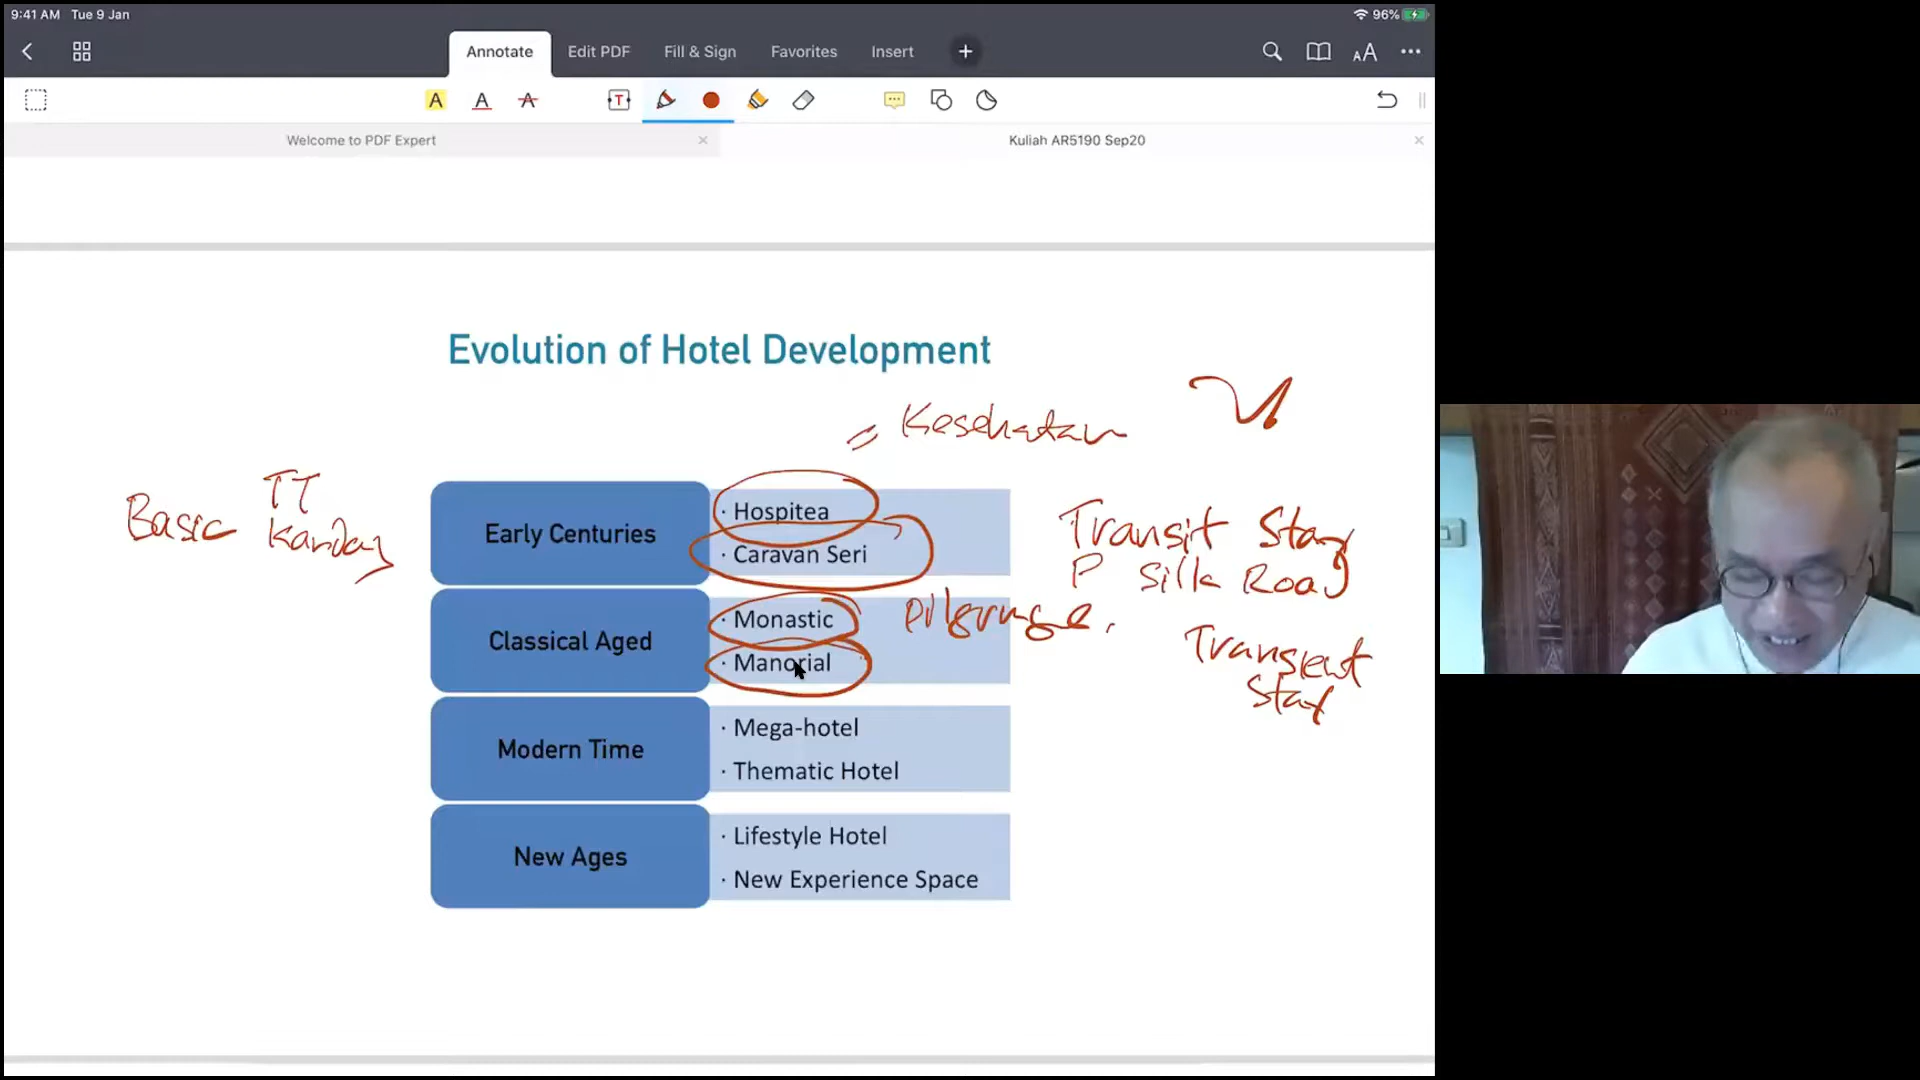 9:41 AM Tue 9 Jan
96%
Annotate Edit PDF Fill & Sign Favorites Insert
AA
A A A T
Welcome to PDF Expert
Kuliah AR5190 Sep20
Evolution of Hotel Development
= Kesehatan
Basic TT
Early Centuries
· Hospitea
· Caravan Seri
Transit Stay
P Silk Road
Classical Aged
· Monastic
· Manorial
Transient
Stay
Modern Time
· Mega-hotel
· Thematic Hotel
New Ages
· Lifestyle Hotel
· New Experience Space